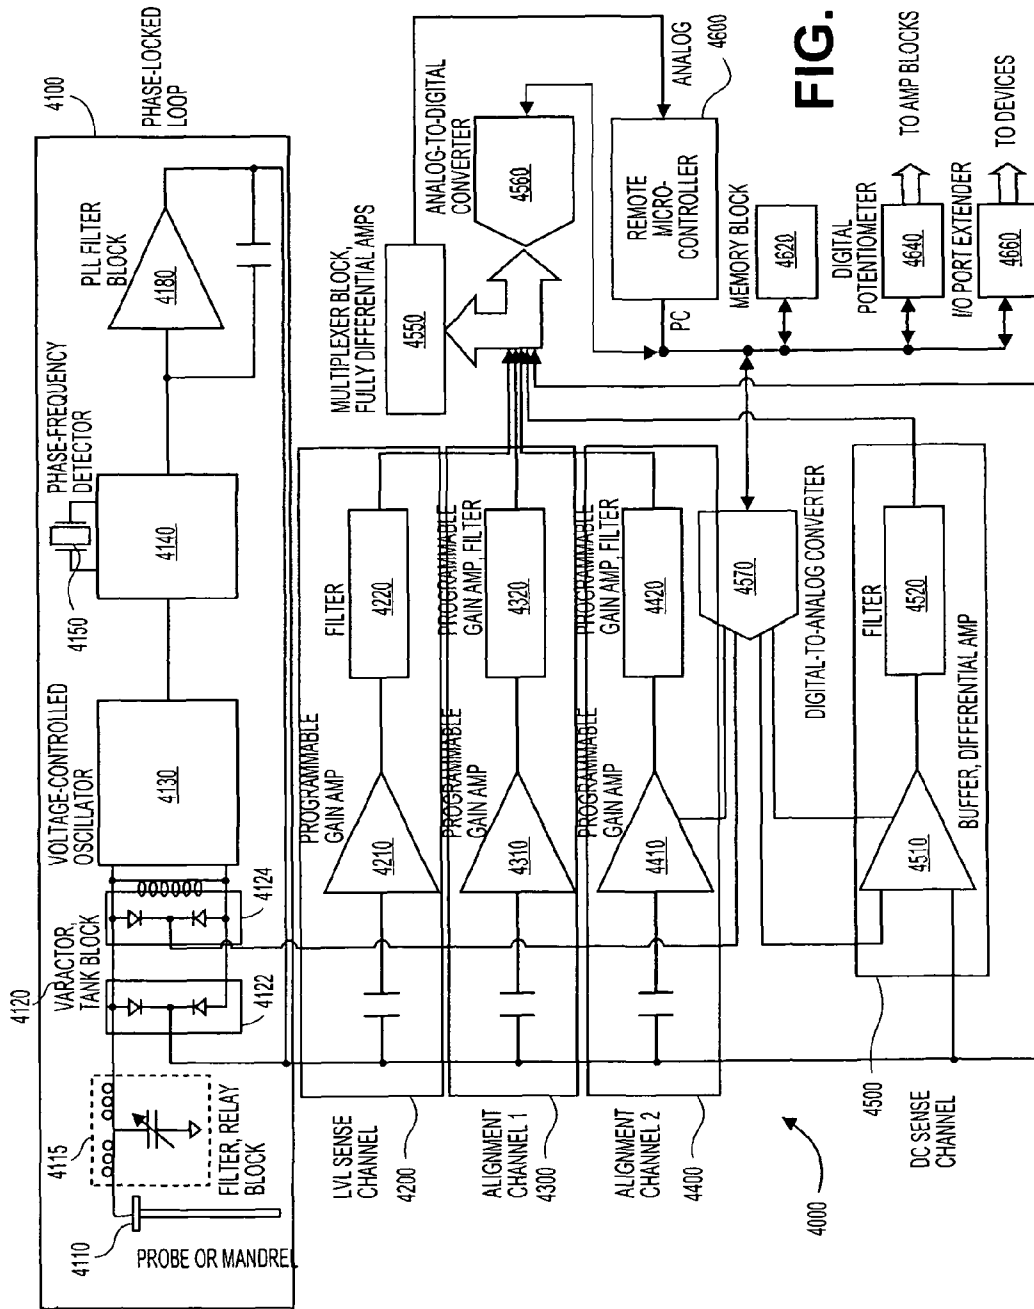 4100
PHASE-LOCKED
LOOP
4120
VARACTOR,
TANK BLOCK
VOLTAGE-CONTROLLED
OSCILLATOR
PHASE-FREQUENCY
DETECTOR
PLL FILTER
BLOCK
4115
4110
4122
4124
4130
4150
4140
4180
FILTER, RELAY
BLOCK
PROBE OR MANDREL
LVL SENSE
CHANNEL
4200
PROGRAMMABLE
GAIN AMP
4210
FILTER
4220
ALIGNMENT
CHANNEL 1
4300
PROGRAMMABLE
GAIN AMP
4310
PROGRAMMABLE
GAIN AMP, FILTER
4320
ALIGNMENT
CHANNEL 2
4400
PROGRAMMABLE
GAIN AMP
4410
PROGRAMMABLE
GAIN AMP, FILTER
4420
4570
DIGITAL-TO-ANALOG CONVERTER
4500
DC SENSE
CHANNEL
4510
FILTER
4520
BUFFER, DIFFERENTIAL AMP
4000
MULTIPLEXER BLOCK,
FULLY DIFFERENTIAL AMPS
4550
ANALOG-TO-DIGITAL
CONVERTER
4560
ANALOG
4600
REMOTE
MICRO-
CONTROLLER
PC
MEMORY BLOCK
4620
DIGITAL
POTENTIOMETER
4640
TO AMP BLOCKS
I/O PORT EXTENDER
4660
TO DEVICES
FIG.